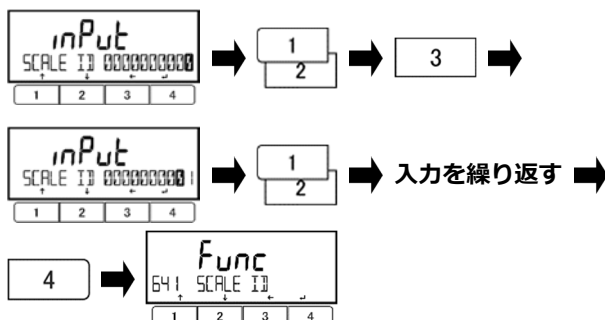 inPut
SCALE ID 0000000000
↑ ↓ ← ↵
1 2 3 4
1
2
3
inPut
SCALE ID 0000000001
↑ ↓ ← ↵
1 2 3 4
1
2
入力を繰り返す
4
Func
641 SCALE ID
↑ ↓ ← ↵
1 2 3 4